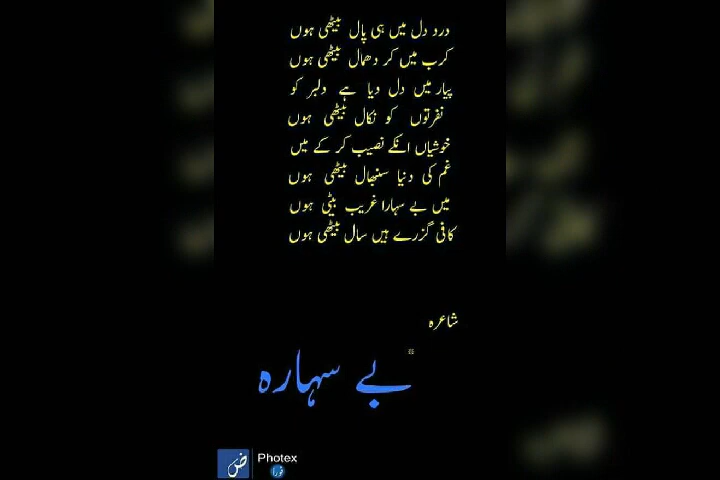 درد دل میں ہی پال بیٹھی ہوں
کرب میں کر دھمال بیٹھی ہوں
پیار میں دل دیا ہے دلبر کو
نفرتوں کو نکال بیٹھی ہوں
خوشیاں انکے نصیب کر کے میں
غم کی دنیا سنبھال بیٹھی ہوں
میں بے سہارا غریب بیٹی ہوں
کافی گزرے ہیں سال بیٹھی ہوں
شاعرہ
بے سہارہ
ض Photex